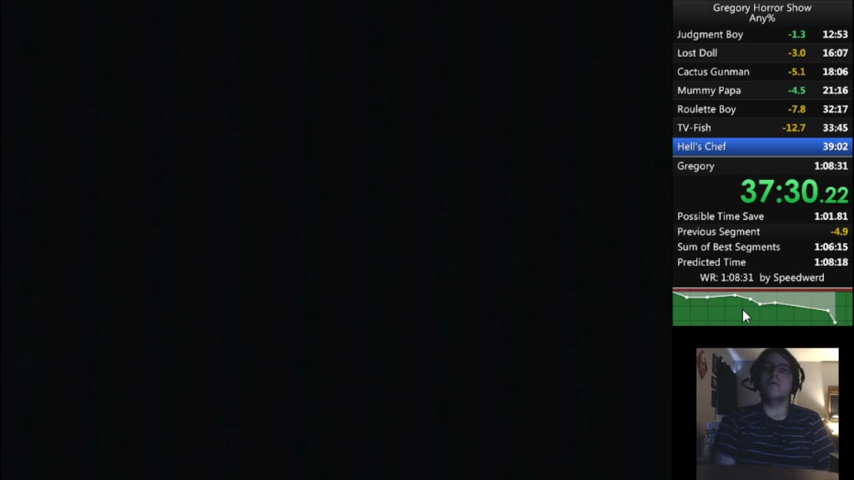 Gregory Horror Show
Any%
Judgment Boy -1.3 12:53
Lost Doll -3.0 16:07
Cactus Gunman -5.1 18:06
Mummy Papa -4.5 21:16
Roulette Boy -7.8 32:17
TV-Fish -12.7 33:45
Hell's Chef 39:02
Gregory 1:08:31
37:30.22
Possible Time Save 1:01.81
Previous Segment -4.9
Sum of Best Segments 1:06:15
Predicted Time 1:08:18
WR: 1:08:31 by Speedwerd